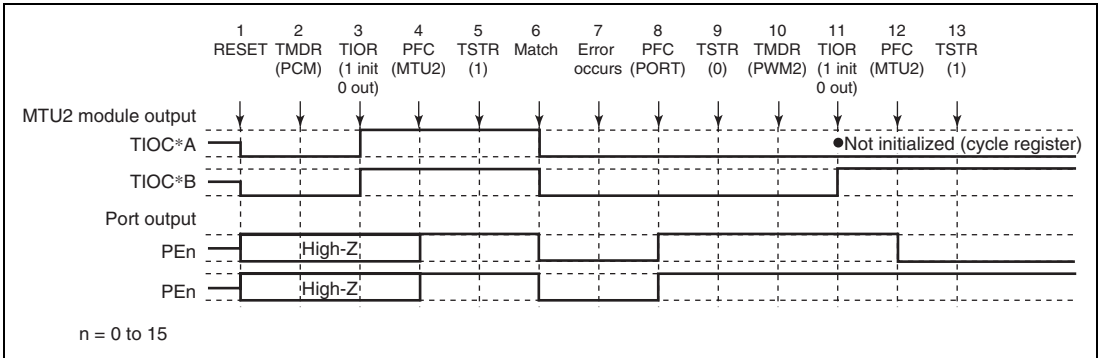 1 2 3 4 5 6 7 8 9 10 11 12 13
RESET TMDR TIOR PFC TSTR Match Error PFC TSTR TMDR TIOR PFC TSTR
(PCM) (1 init (MTU2) (1) occurs (PORT) (0) (PWM2) (1 init (MTU2) (1)
0 out) 0 out)
MTU2 module output
TIOC*A
●Not initialized (cycle register)
TIOC*B
Port output
PEn
High-Z
PEn
High-Z
n = 0 to 15